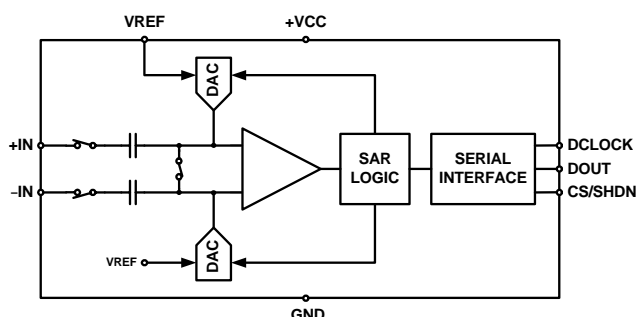 VREF
+VCC
DAC
+IN
SAR
LOGIC
SERIAL
INTERFACE
DCLOCK
DOUT
CS/SHDN
–IN
VREF
DAC
GND